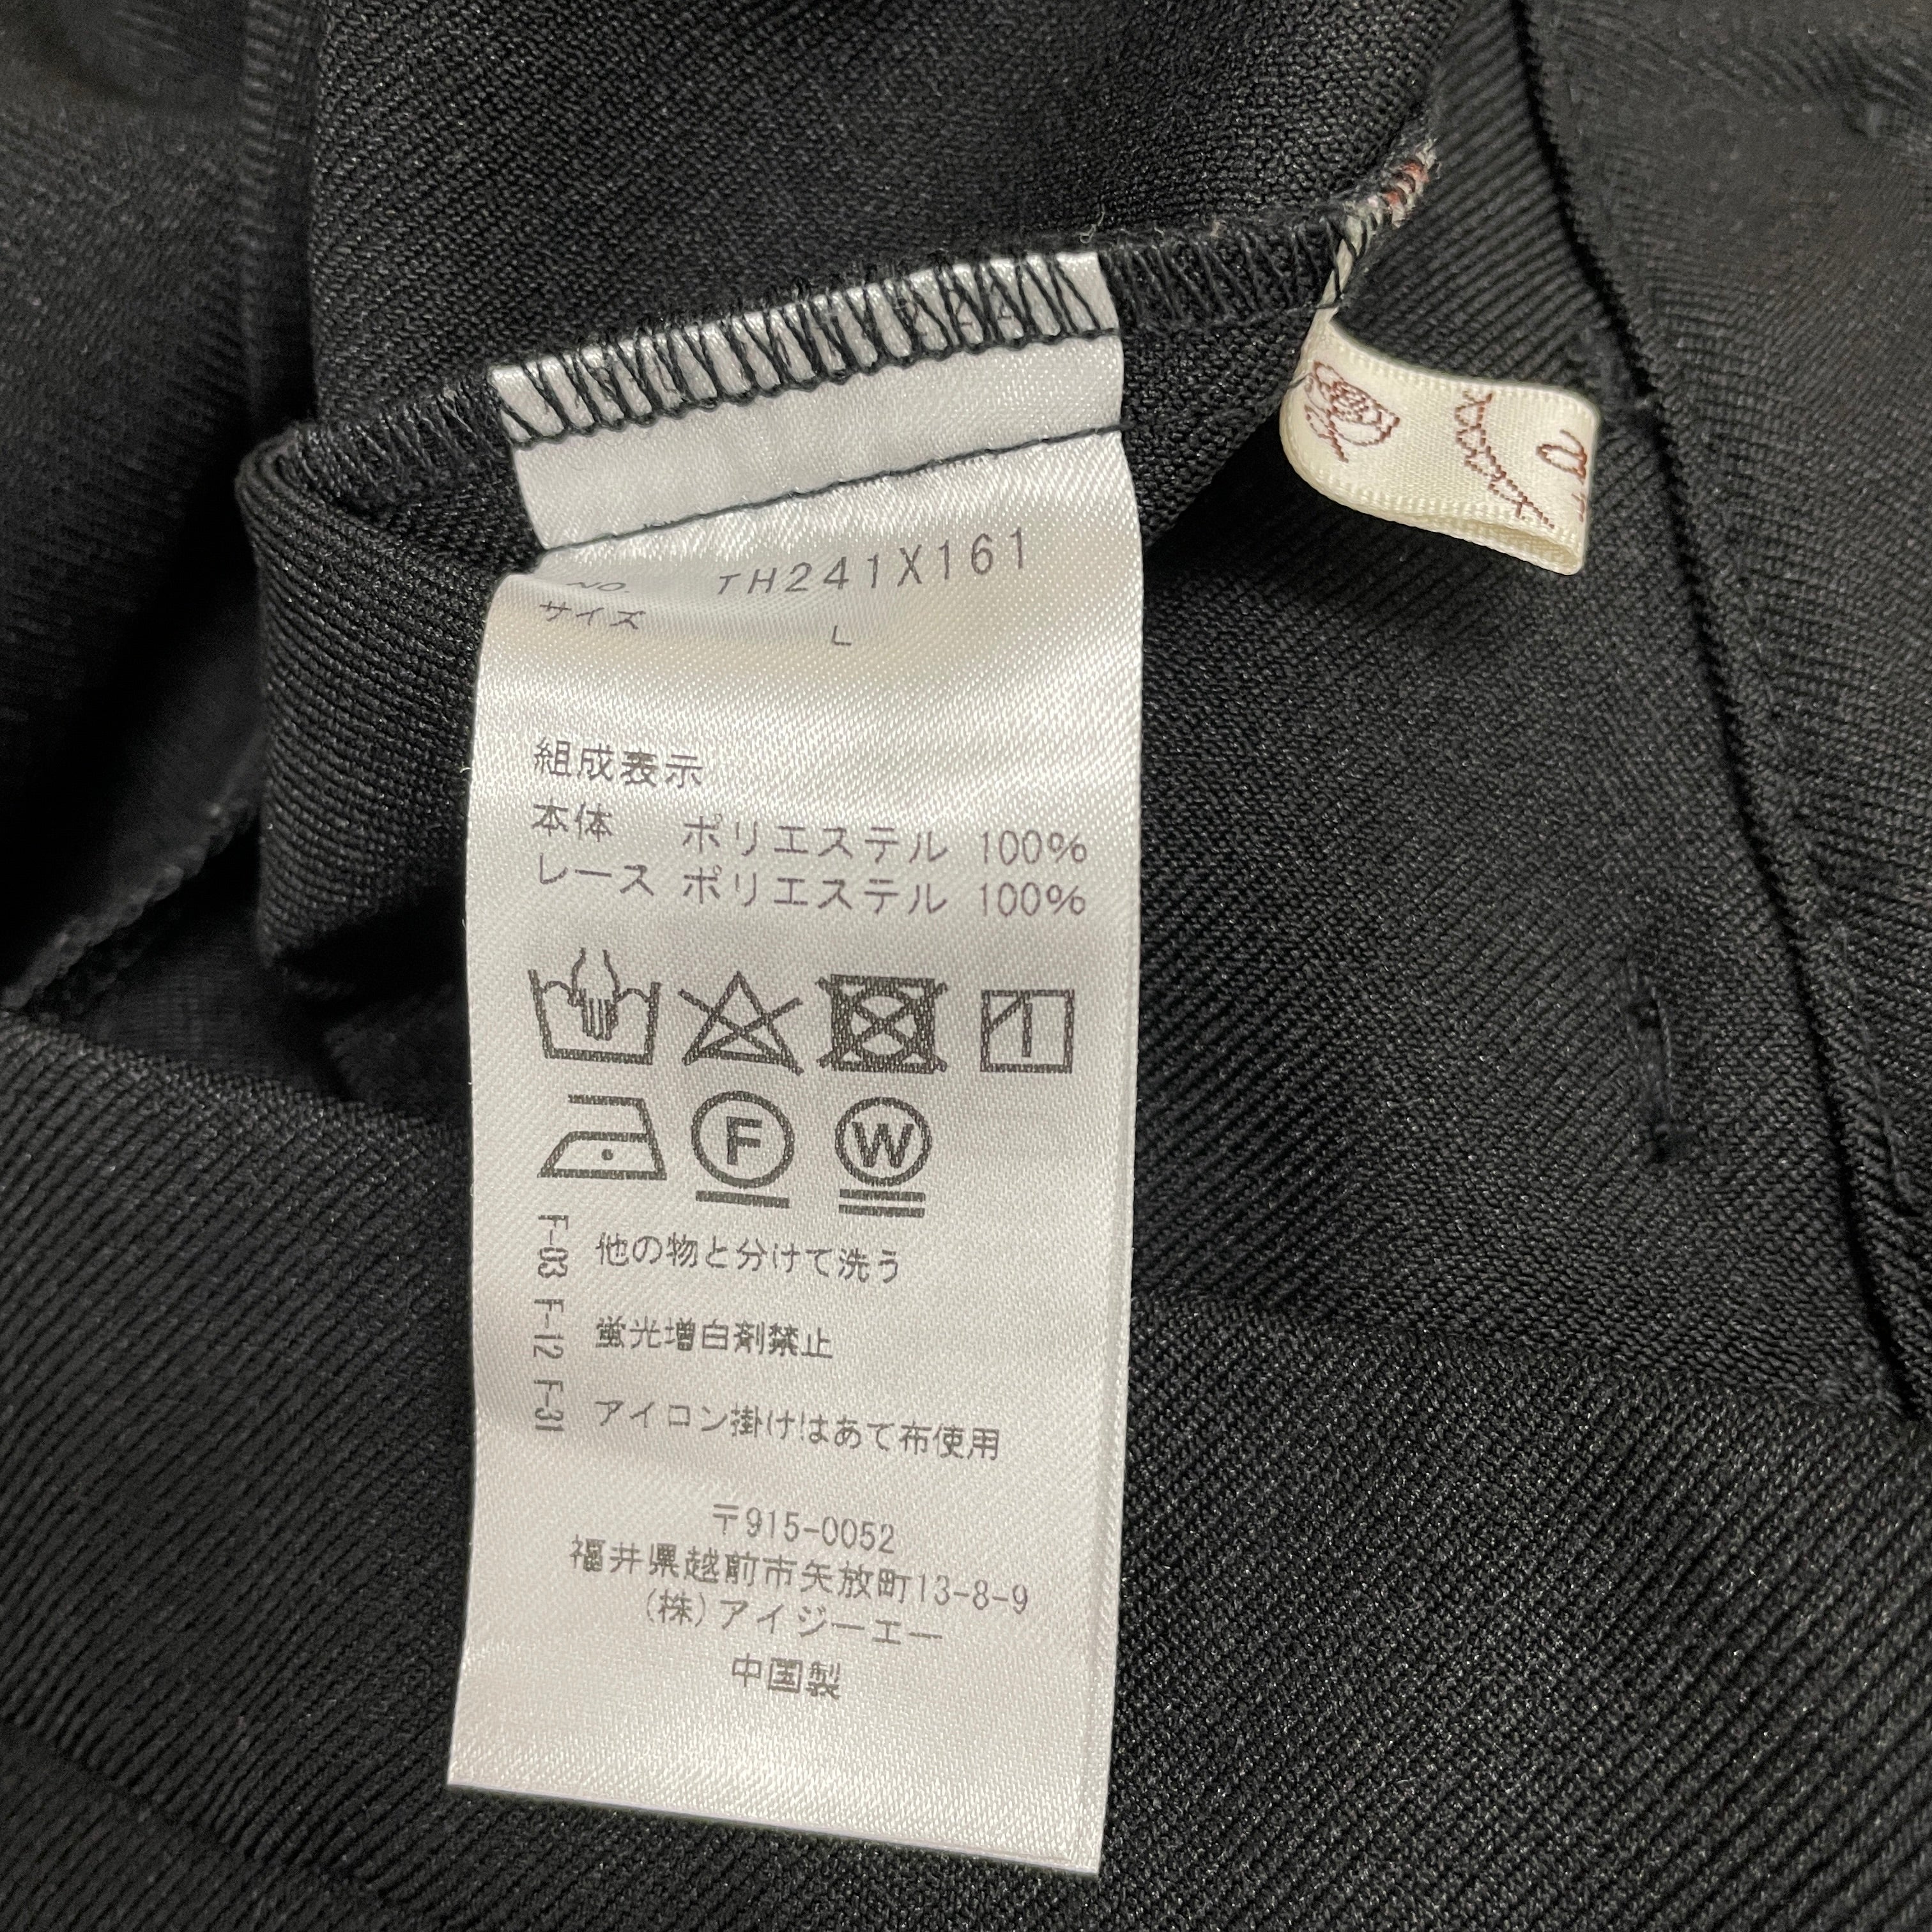 NO. TH241X161
サイズ L
組成表示
本体 ポリエステル 100%
レース ポリエステル 100%
F
W
F-03 他の物と分けて洗う
F-12 蛍光増白剤禁止
F-31 アイロン掛けはあて布使用
〒915-0052
福井県越前市矢放町13-8-9
(株)アイジーエー
中国製